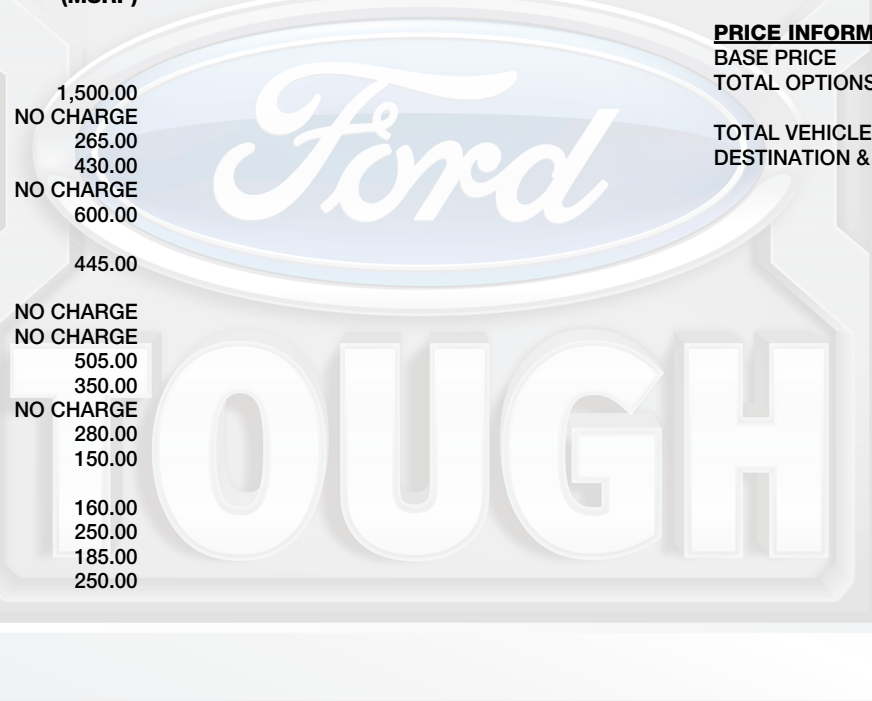 (MSRP)
1,500.00
NO CHARGE
265.00
430.00
NO CHARGE
600.00
445.00
NO CHARGE
NO CHARGE
505.00
350.00
NO CHARGE
280.00
150.00
160.00
250.00
185.00
250.00
PRICE INFORM
BASE PRICE
TOTAL OPTIONS
TOTAL VEHICLE
DESTINATION &
Ford
TOUGH